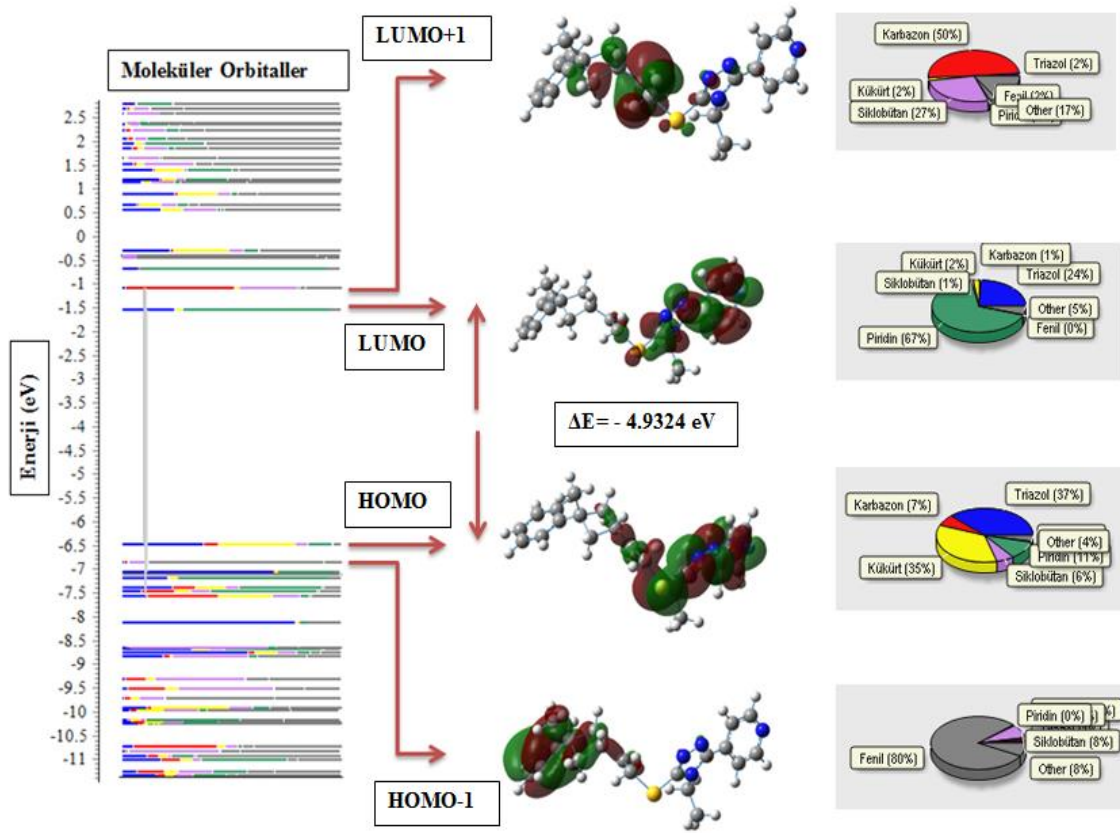 Moleküler Orbitaller
Enerji (eV)
2.5
2
1.5
1
0.5
0
-0.5
-1
-1.5
-2
-2.5
-3
-3.5
-4
-4.5
-5
-5.5
-6
-6.5
-7
-7.5
-8
-8.5
-9
-9.5
-10
-10.5
-11
LUMO+1
Karbazon (50%)
Triazol (2%)
Kükürt (2%)
Fenil (2%)
Siklobütan (27%)
Other (17%)
LUMO
Karbazon (1%)
Kükürt (2%)
Triazol (24%)
Siklobütan (1%)
Other (5%)
Piridin (67%)
Fenil (0%)
ΔE= - 4.9324 eV
HOMO
Triazol (37%)
Karbazon (7%)
Other (4%)
Piridin (11%)
Kükürt (35%)
Siklobütan (6%)
HOMO-1
Piridin (0%)
Siklobütan (8%)
Fenil (80%)
Other (8%)